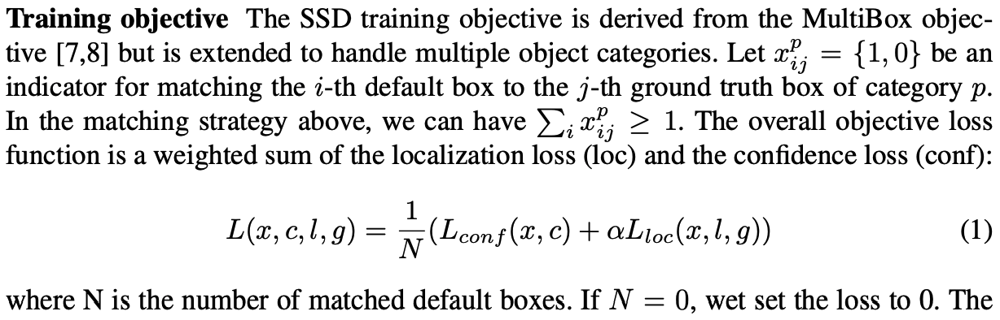 Training objective The SSD training objective is derived from the MultiBox objec-
tive [7,8] but is extended to handle multiple object categories. Let $x_{ij}^p = \{1, 0\}$ be an
indicator for matching the $i$-th default box to the $j$-th ground truth box of category $p$.
In the matching strategy above, we can have $\sum_i x_{ij}^p \geq 1$. The overall objective loss
function is a weighted sum of the localization loss (loc) and the confidence loss (conf):
$L(x, c, l, g) = \frac{1}{N}(L_{conf}(x, c) + \alpha L_{loc}(x, l, g))$ (1)
where N is the number of matched default boxes. If $N = 0$, wet set the loss to 0. The